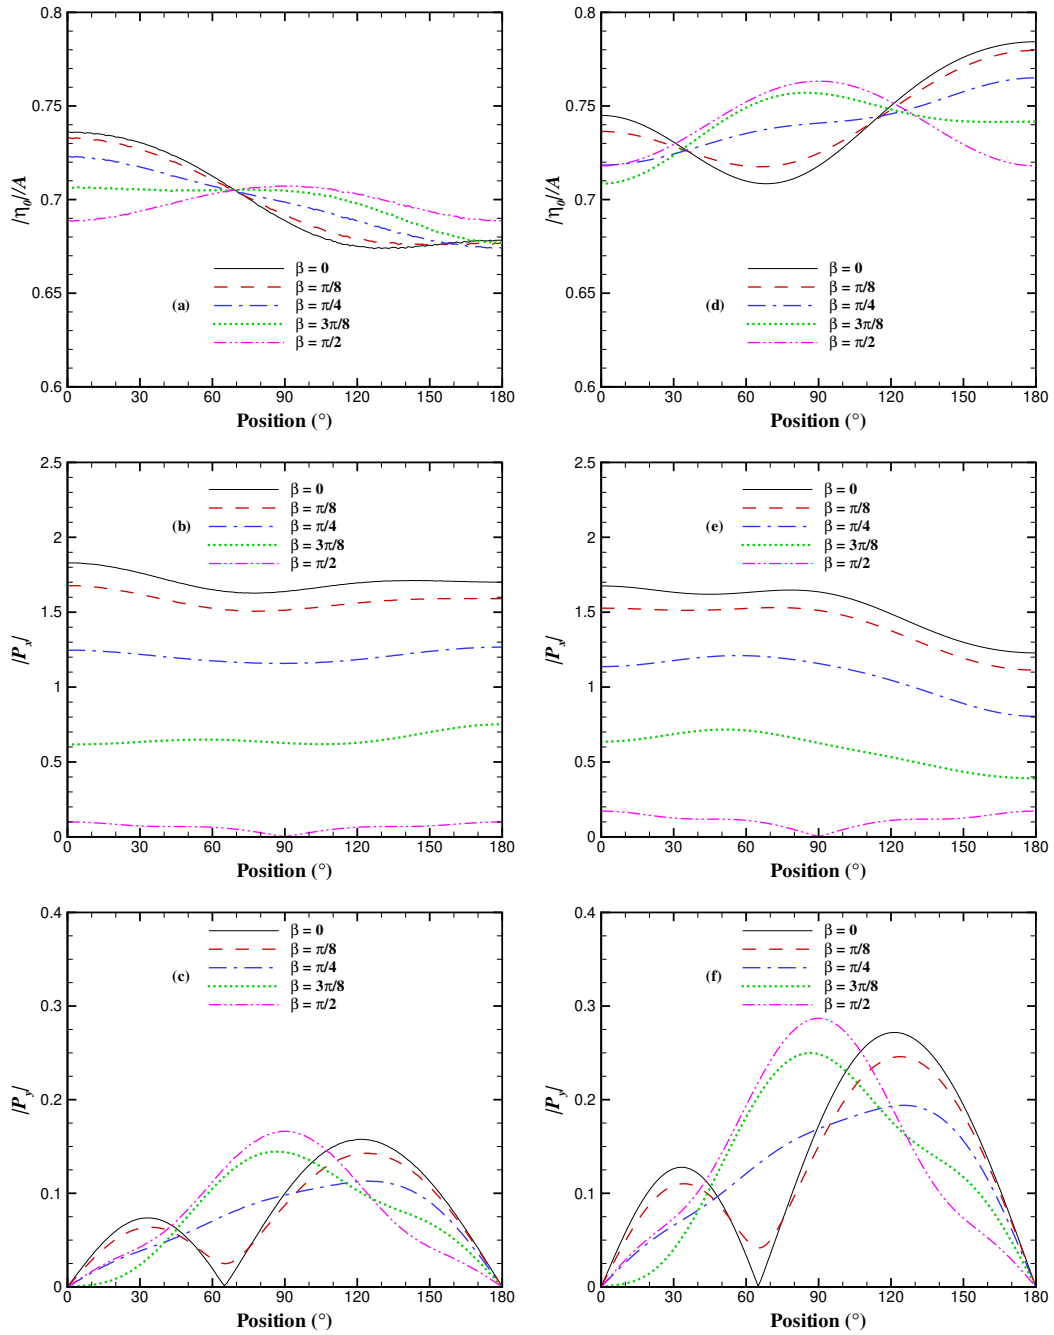 0.8
0.75
0.7
0.65
0.6
|η₀|/A
(a)
β = 0
β = π/8
β = π/4
β = 3π/8
β = π/2
0 30 60 90 120 150 180
Position (°)
0.8
0.75
0.7
0.65
0.6
|η₀|/A
(d)
β = 0
β = π/8
β = π/4
β = 3π/8
β = π/2
0 30 60 90 120 150 180
Position (°)
2.5
2
1.5
1
0.5
0
|Pₓ|
(b)
β = 0
β = π/8
β = π/4
β = 3π/8
β = π/2
0 30 60 90 120 150 180
Position (°)
2.5
2
1.5
1
0.5
0
|Pₓ|
(e)
β = 0
β = π/8
β = π/4
β = 3π/8
β = π/2
0 30 60 90 120 150 180
Position (°)
0.4
0.3
0.2
0.1
0
|P_y|
(c)
β = 0
β = π/8
β = π/4
β = 3π/8
β = π/2
0 30 60 90 120 150 180
Position (°)
0.4
0.3
0.2
0.1
0
|P_y|
(f)
β = 0
β = π/8
β = π/4
β = 3π/8
β = π/2
0 30 60 90 120 150 180
Position (°)